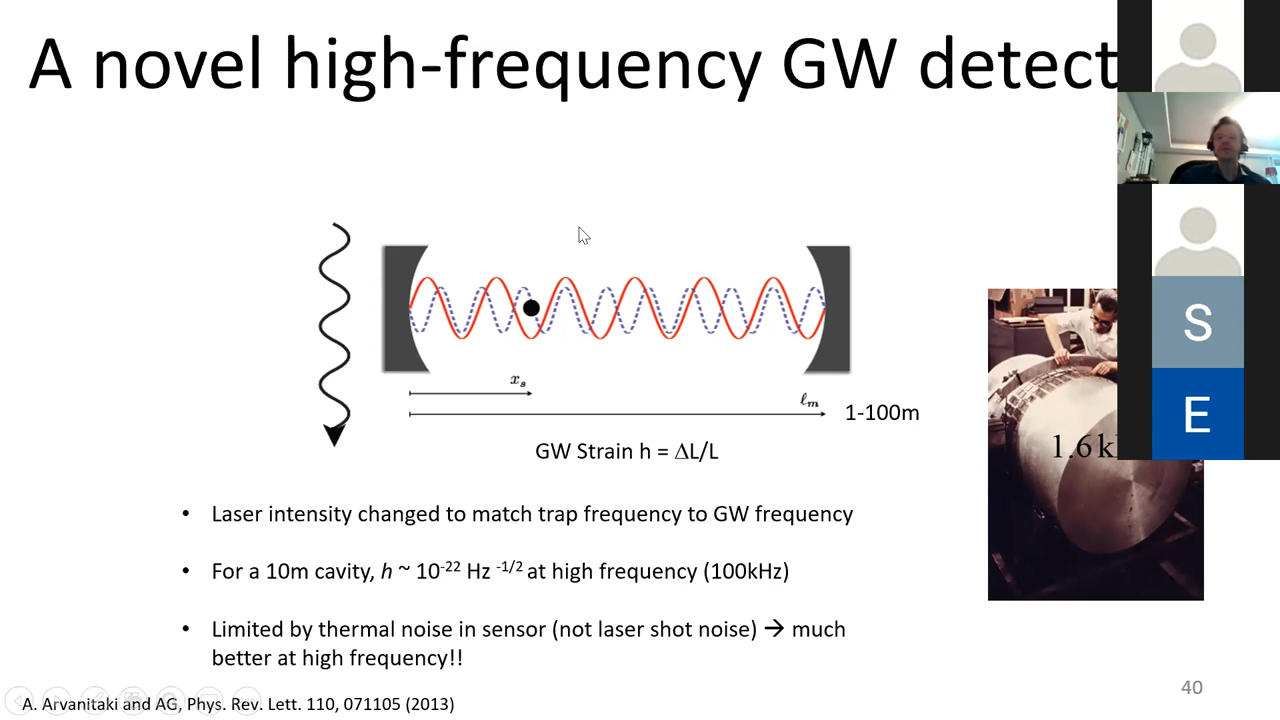 A novel high-frequency GW detect
S
E
x_s
ℓ_m
1-100m
1.6 k
GW Strain h = ΔL/L
• Laser intensity changed to match trap frequency to GW frequency
• For a 10m cavity, h ~ 10^-22 Hz ^-1/2 at high frequency (100kHz)
• Limited by thermal noise in sensor (not laser shot noise) → much
better at high frequency!!
40
A. Arvanitaki and AG, Phys. Rev. Lett. 110, 071105 (2013)